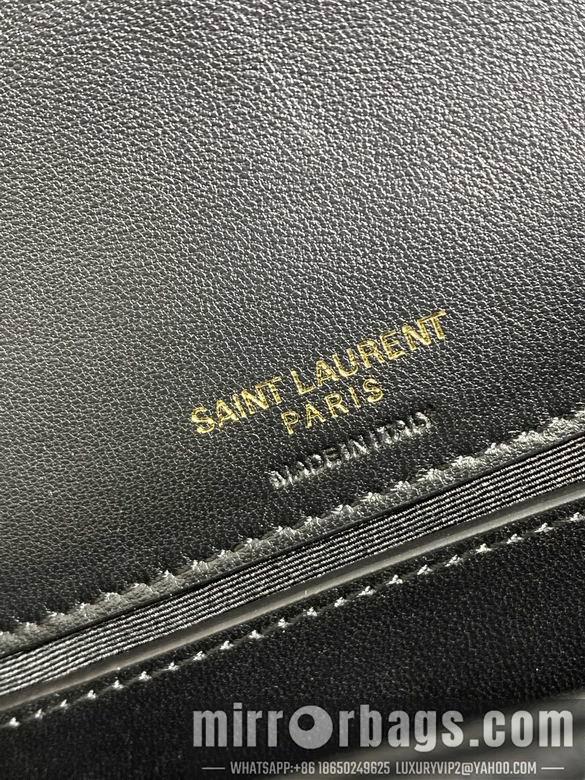 SAINT LAURENT
PARIS
MADE IN ITALY
mirrorbags.com
WHATSAPP:+86 18650249625 LUXURYVIP2@YAHOO.COM